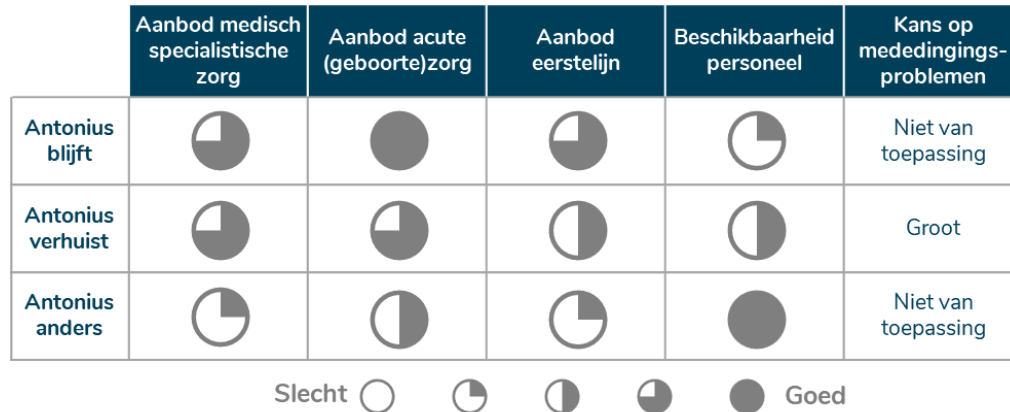 Aanbod medisch
specialistische
zorg
Aanbod acute
(geboorte)zorg
Aanbod
eerstelijn
Beschikbaarheid
personeel
Kans op
mededingings-
problemen
Antonius
blijft
Niet van
toepassing
Antonius
verhuist
Groot
Antonius
anders
Niet van
toepassing
Slecht
Goed